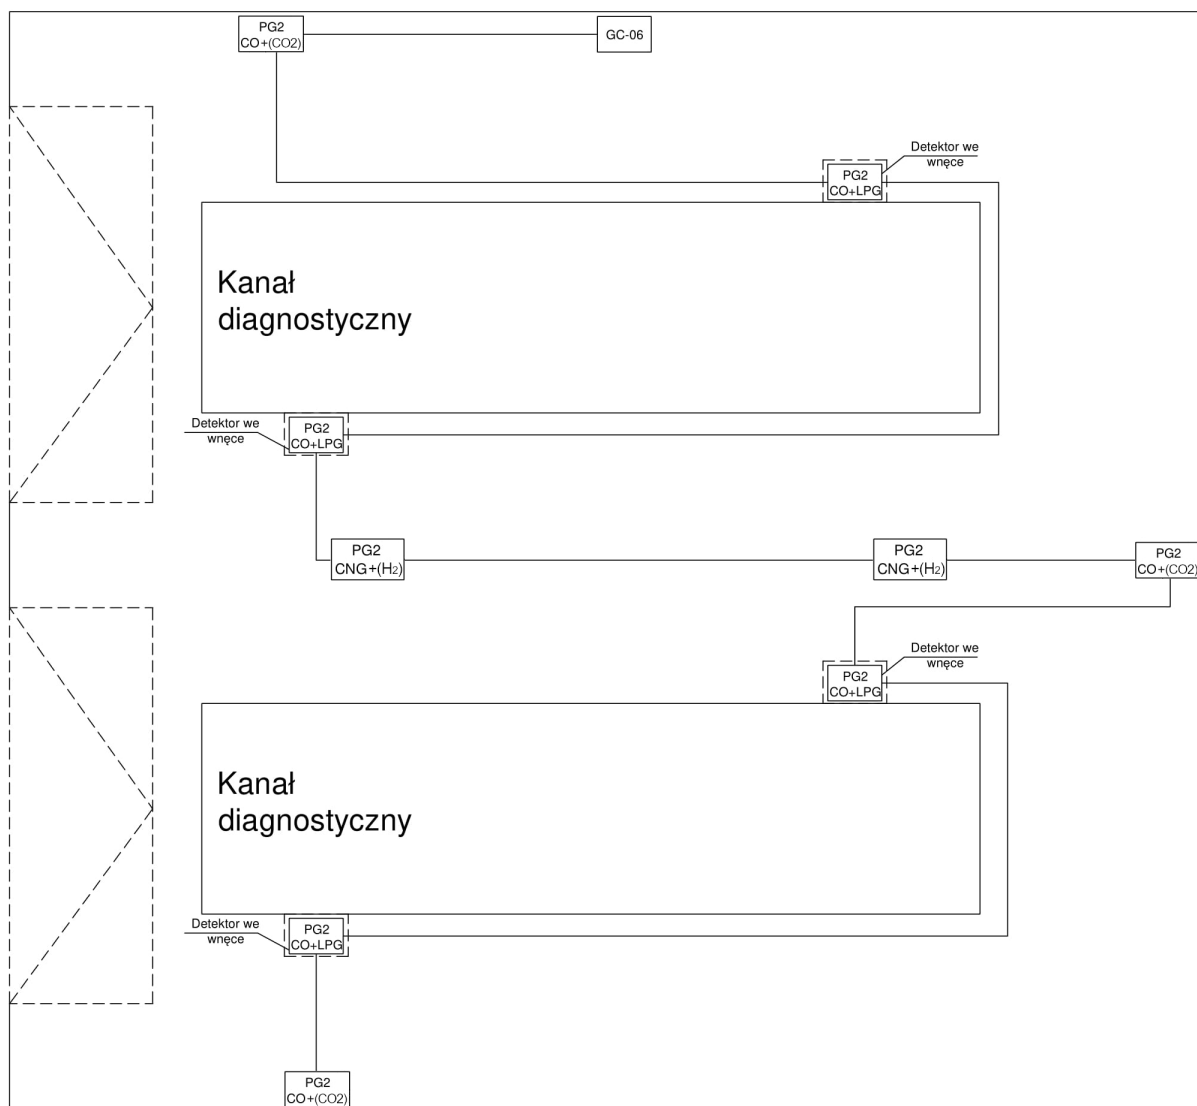 PG2
CO+(CO2)
GC-06
Detektor we
wnęce
PG2
CO+LPG
Kanał
diagnostyczny
Detektor we
wnęce
PG2
CO+LPG
PG2
CNG+(H2)
PG2
CNG+(H2)
PG2
CO+(CO2)
Detektor we
wnęce
PG2
CO+LPG
Kanał
diagnostyczny
Detektor we
wnęce
PG2
CO+LPG
PG2
CO+(CO2)